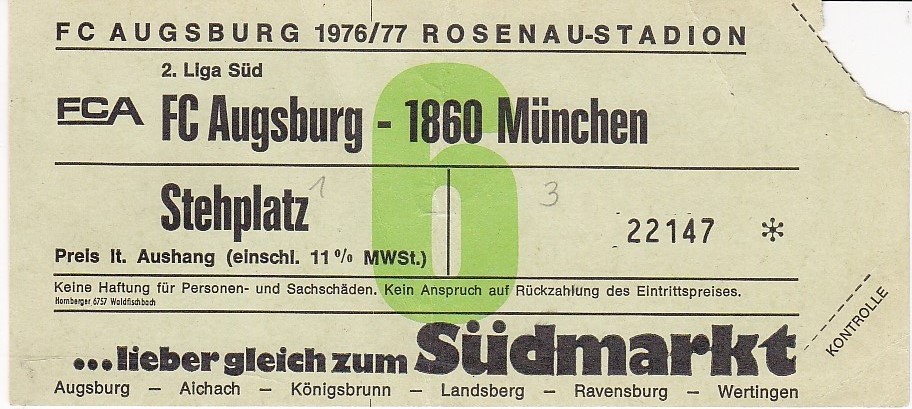 FC AUGSBURG 1976/77 ROSENAU-STADION
2. Liga Süd
FCA FC Augsburg - 1860 München
6
Stehplatz 1 3
22147 *
Preis lt. Aushang (einschl. 11% MWSt.)
Keine Haftung für Personen- und Sachschäden. Kein Anspruch auf Rückzahlung des Eintrittspreises.
Hornberger 6757 Waldfischbach
KONTROLLE
...lieber gleich zum Südmarkt
Augsburg — Aichach — Königsbrunn — Landsberg — Ravensburg — Wertingen